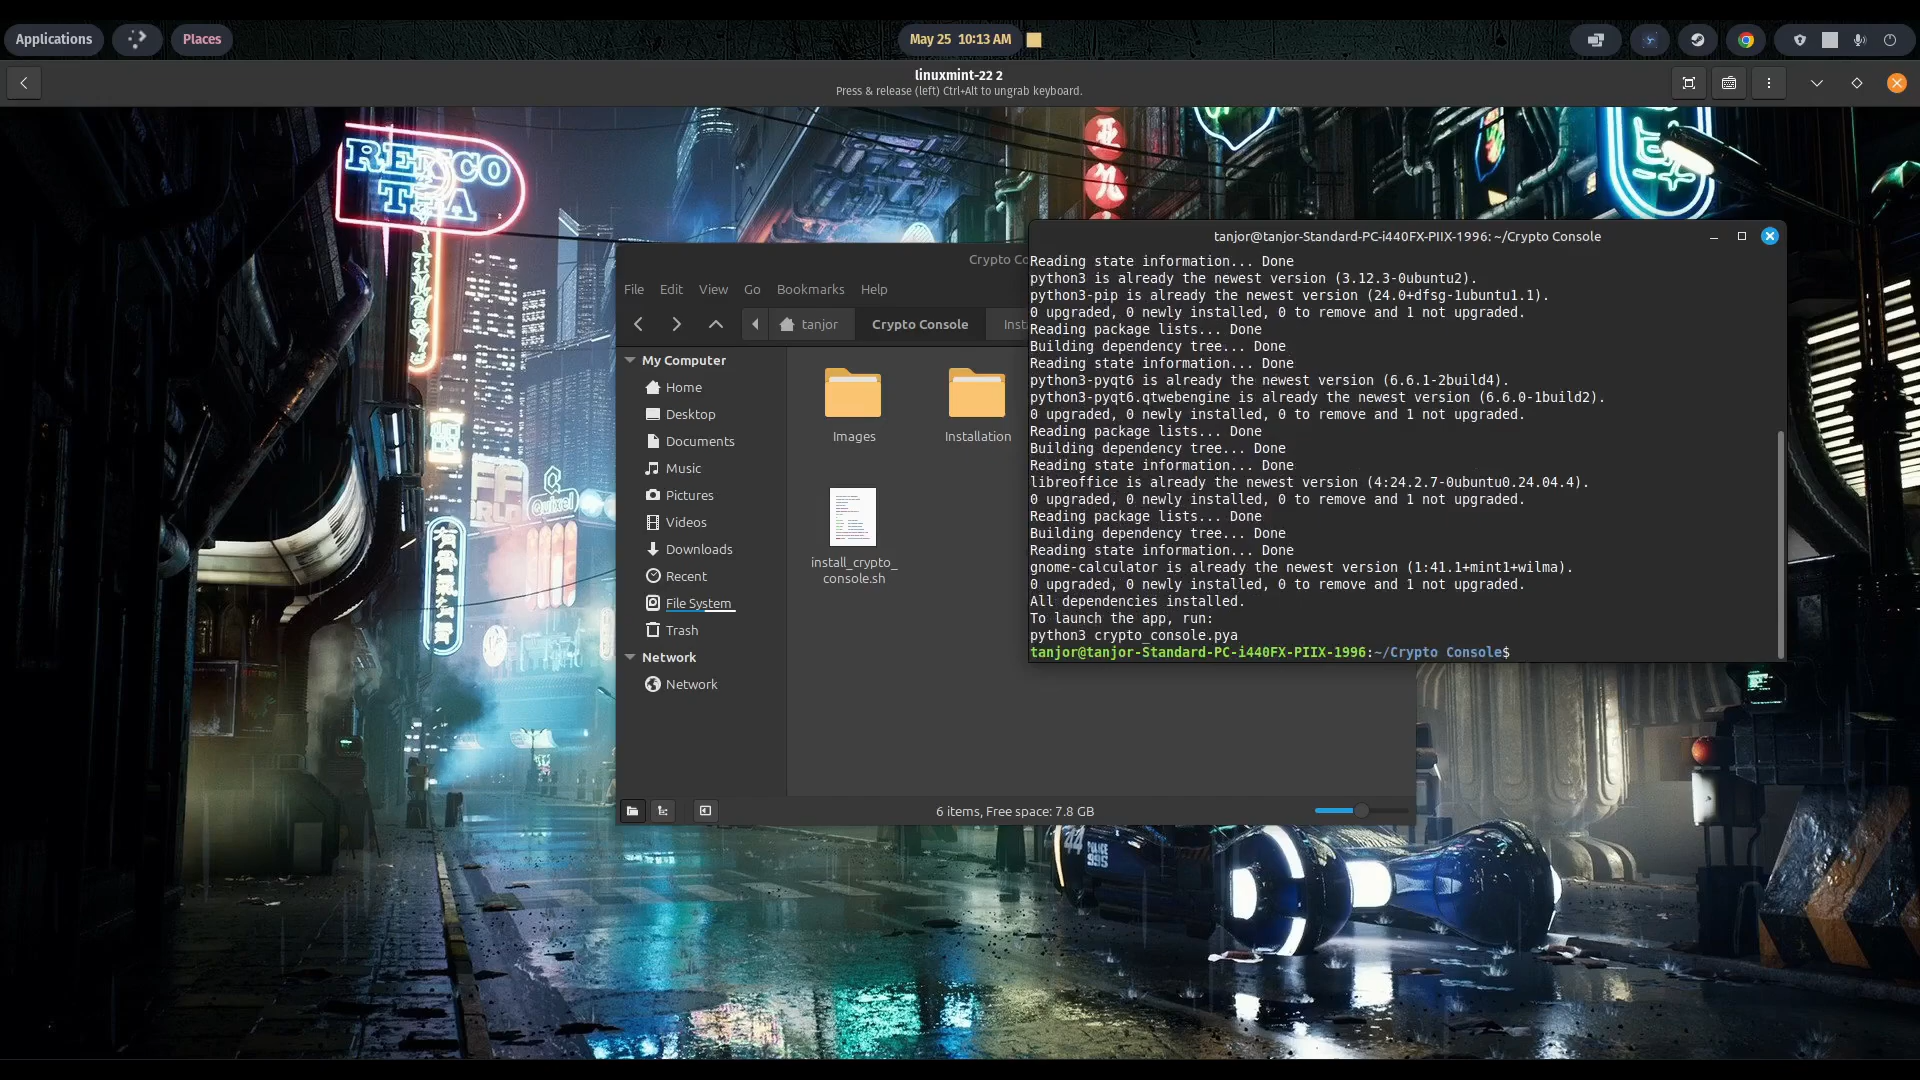 Applications
Places
May 25 10:13 AM
linuxmint-22 2
Press & release (left) Ctrl+Alt to ungrab keyboard.
RENCO
TEA
Quixel
44 POLICE
995
Crypto Co
File Edit View Go Bookmarks Help
tanjor
Crypto Console
Inst
My Computer
Home
Desktop
Documents
Music
Pictures
Videos
Downloads
Recent
File System
Trash
Network
Network
Images
Installation
install_crypto_
console.sh
6 items, Free space: 7.8 GB
tanjor@tanjor-Standard-PC-i440FX-PIIX-1996: ~/Crypto Console
Reading state information... Done
python3 is already the newest version (3.12.3-0ubuntu2).
python3-pip is already the newest version (24.0+dfsg-1ubuntu1.1).
0 upgraded, 0 newly installed, 0 to remove and 1 not upgraded.
Reading package lists... Done
Building dependency tree... Done
Reading state information... Done
python3-pyqt6 is already the newest version (6.6.1-2build4).
python3-pyqt6.qtwebengine is already the newest version (6.6.0-1build2).
0 upgraded, 0 newly installed, 0 to remove and 1 not upgraded.
Reading package lists... Done
Building dependency tree... Done
Reading state information... Done
libreoffice is already the newest version (4:24.2.7-0ubuntu0.24.04.4).
0 upgraded, 0 newly installed, 0 to remove and 1 not upgraded.
Reading package lists... Done
Building dependency tree... Done
Reading state information... Done
gnome-calculator is already the newest version (1:41.1+mint1+wilma).
0 upgraded, 0 newly installed, 0 to remove and 1 not upgraded.
All dependencies installed.
To launch the app, run:
python3 crypto_console.pya
tanjor@tanjor-Standard-PC-i440FX-PIIX-1996:~/Crypto Console$